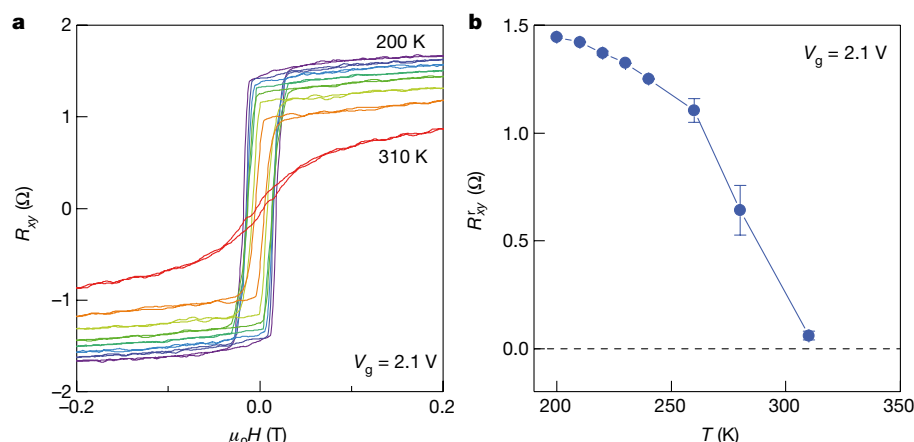 a
2
1
0
−1
−2
R_xy (Ω)
200 K
310 K
V_g = 2.1 V
−0.2
0.0
0.2
μ_0H (T)
b
1.5
1.0
0.5
0.0
R^r_xy (Ω)
V_g = 2.1 V
200
250
300
350
T (K)